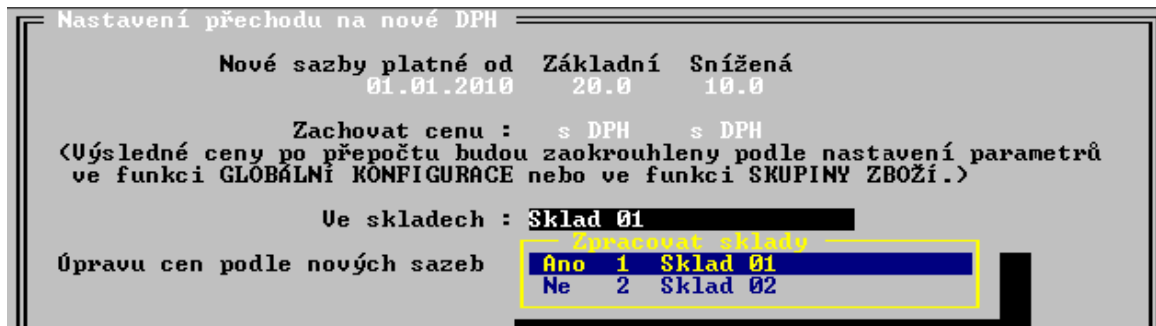 Nastavení přechodu na nové DPH
Nové sazby platné od Základní Snížená
01.01.2010 20.0 10.0
Zachovat cenu : s DPH s DPH
(Výsledné ceny po přepočtu budou zaokrouhleny podle nastavení parametrů
ve funkci GLOBÁLNÍ KONFIGURACE nebo ve funkci SKUPINY ZBOŽÍ.)
Ve skladech : Sklad 01
Zpracovat sklady
Úpravu cen podle nových sazeb
Ano 1 Sklad 01
Ne 2 Sklad 02